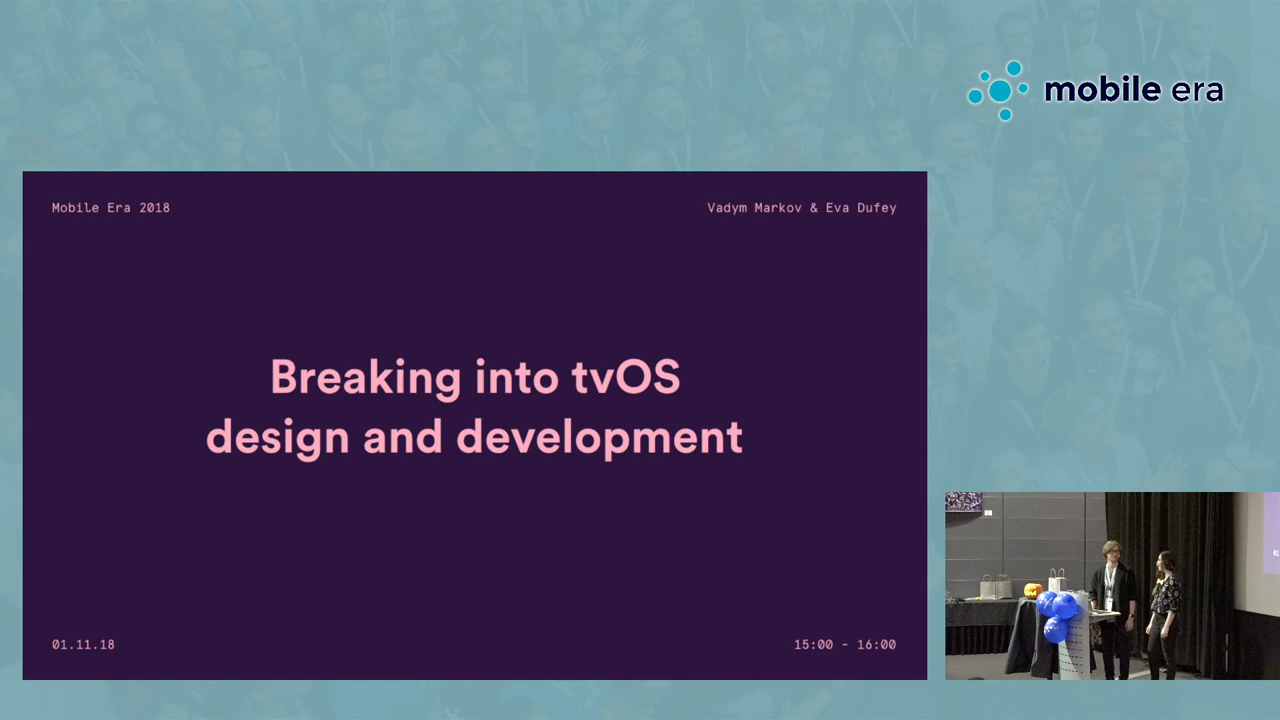 mobile era
Mobile Era 2018
Vadym Markov & Eva Dufey
Breaking into tvOS
design and development
01.11.18
15:00 - 16:00